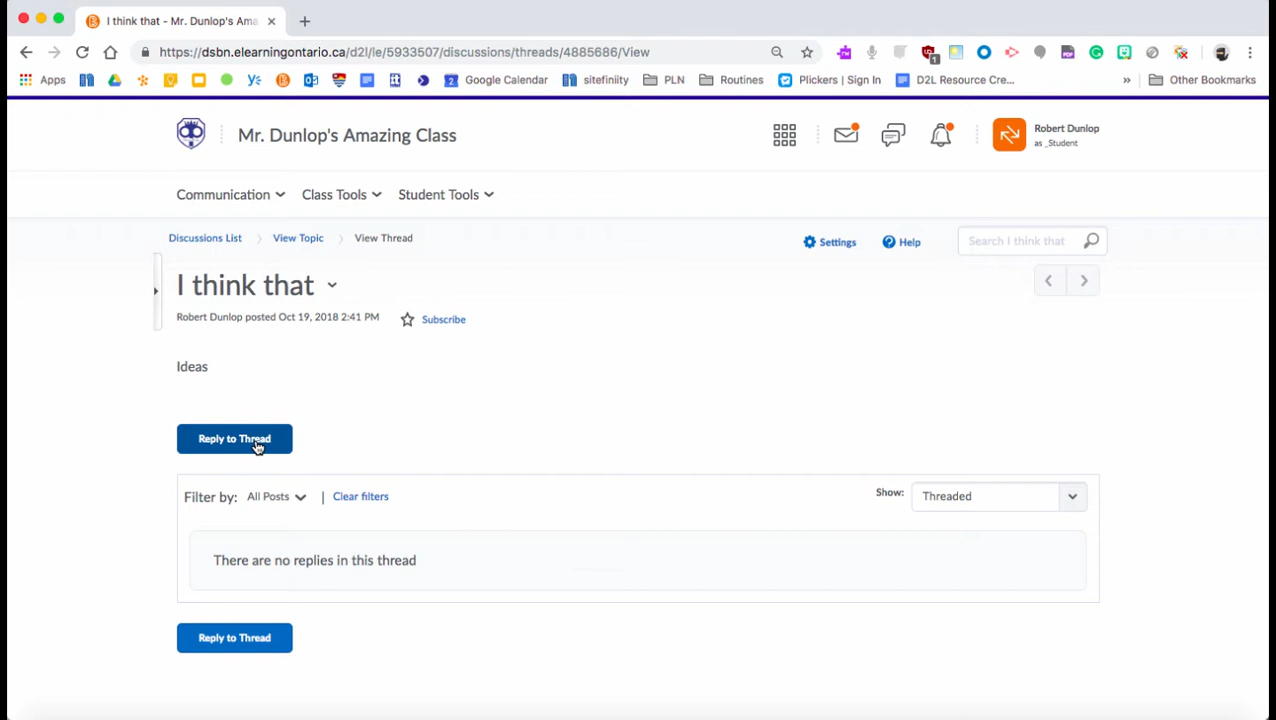 I think that - Mr. Dunlop's Ama
https://dsbn.elearningontario.ca/d2l/le/5933507/discussions/threads/4885686/View
Apps Google Calendar sitefinity PLN Routines Plickers | Sign In D2L Resource Cre... » Other Bookmarks
Mr. Dunlop's Amazing Class
Robert Dunlop
as _Student
Communication Class Tools Student Tools
Discussions List View Topic View Thread
Settings Help Search I think that
I think that
Robert Dunlop posted Oct 19, 2018 2:41 PM Subscribe
Ideas
Reply to Thread
Filter by: All Posts | Clear filters Show: Threaded
There are no replies in this thread
Reply to Thread